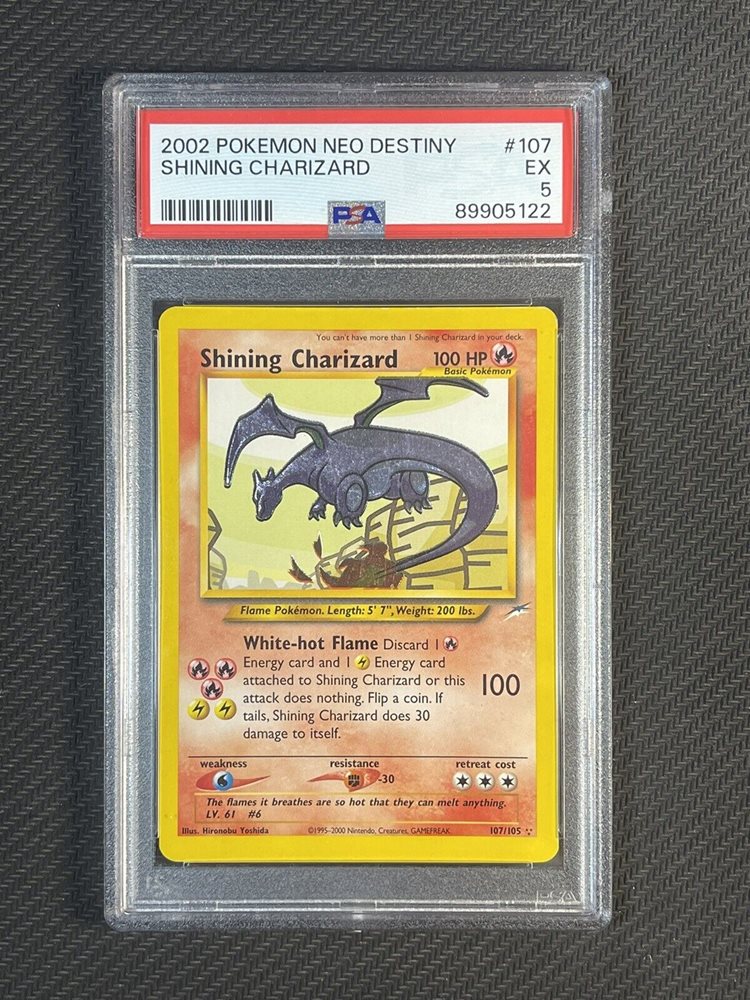 2002 POKEMON NEO DESTINY #107
SHINING CHARIZARD EX
5
PSA 89905122
You can't have more than 1 Shining Charizard in your deck.
Shining Charizard 100 HP
Basic Pokémon
Flame Pokémon. Length: 5' 7", Weight: 200 lbs.
White-hot Flame Discard 1
Energy card and 1 Energy card
attached to Shining Charizard or this
attack does nothing. Flip a coin. If
tails, Shining Charizard does 30
damage to itself.
100
weakness resistance retreat cost
-30
The flames it breathes are so hot that they can melt anything.
LV. 61 #6
Illus. Hironobu Yoshida ©1995-2000 Nintendo, Creatures, GAMEFREAK 107/105